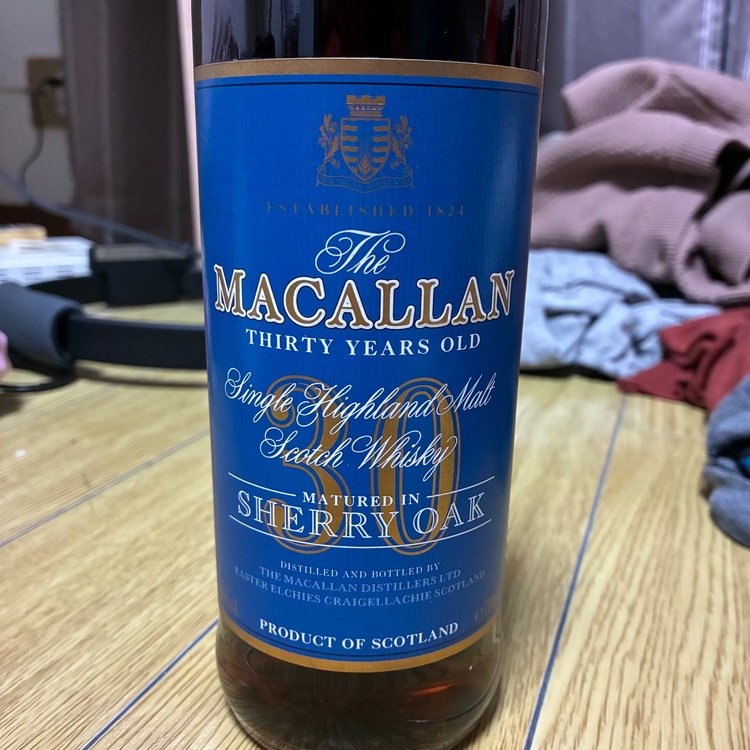 ESTABLISHED 1824
The
MACALLAN
THIRTY YEARS OLD
30
Single Highland Malt
Scotch Whisky
MATURED IN
SHERRY OAK
DISTILLED AND BOTTLED BY
THE MACALLAN DISTILLERS LTD
EASTER ELCHIES CRAIGELLACHIE SCOTLAND
PRODUCT OF SCOTLAND